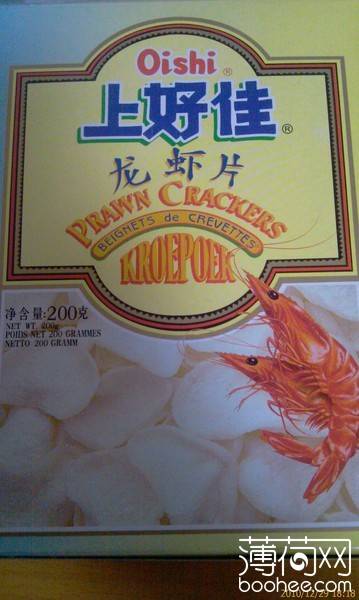 Oishi ®
上好佳 ®
龙虾片
PRAWN CRACKERS
BEIGNETS de CREVETTES
KROEPOEK
净含量:200克
NET WT. 200g
POIDS NET 200 GRAMMES
NETTO 200 GRAMM
薄荷网
2010/12/29 18:18
boohee.com